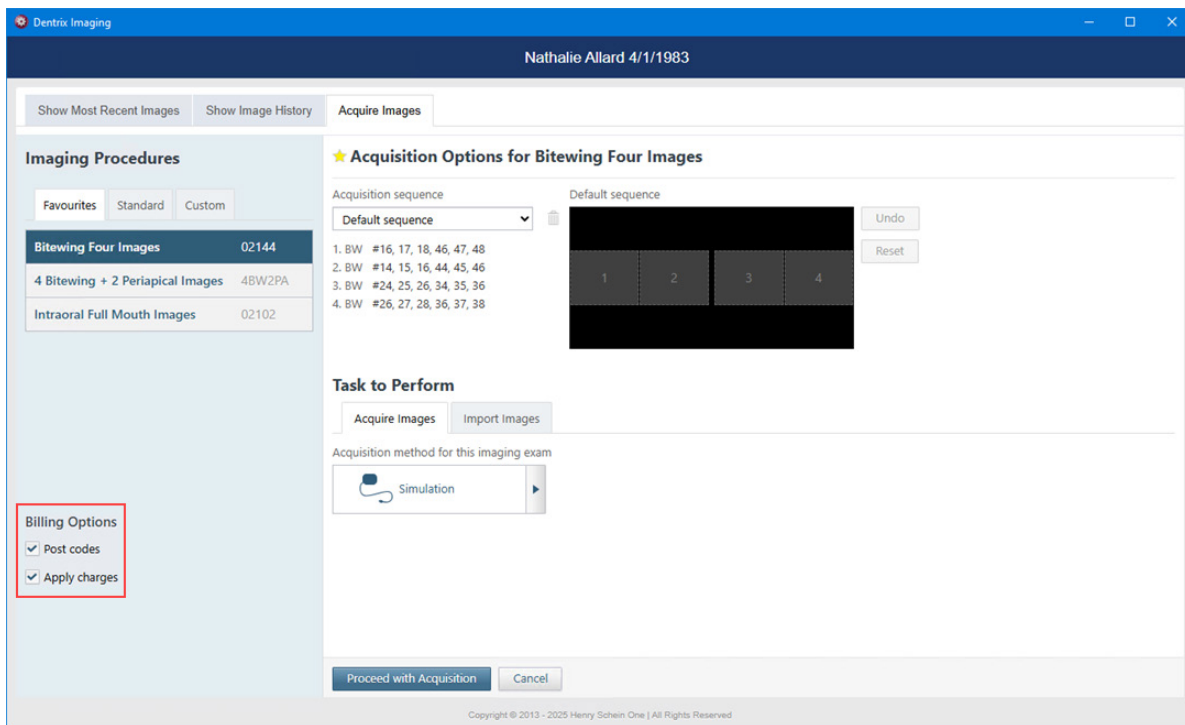 Dentrix Imaging
Nathalie Allard 4/1/1983
Show Most Recent Images
Show Image History
Acquire Images
Imaging Procedures
Favourites
Standard
Custom
Bitewing Four Images 02144
4 Bitewing + 2 Periapical Images 4BW2PA
Intraoral Full Mouth Images 02102
Billing Options
Post codes
Apply charges
Acquisition Options for Bitewing Four Images
Acquisition sequence
Default sequence
1. BW #16, 17, 18, 46, 47, 48
2. BW #14, 15, 16, 44, 45, 46
3. BW #24, 25, 26, 34, 35, 36
4. BW #26, 27, 28, 36, 37, 38
Default sequence
1 2 3 4
Undo
Reset
Task to Perform
Acquire Images
Import Images
Acquisition method for this imaging exam
Simulation
Proceed with Acquisition
Cancel
Copyright © 2013 - 2025 Henry Schein One | All Rights Reserved